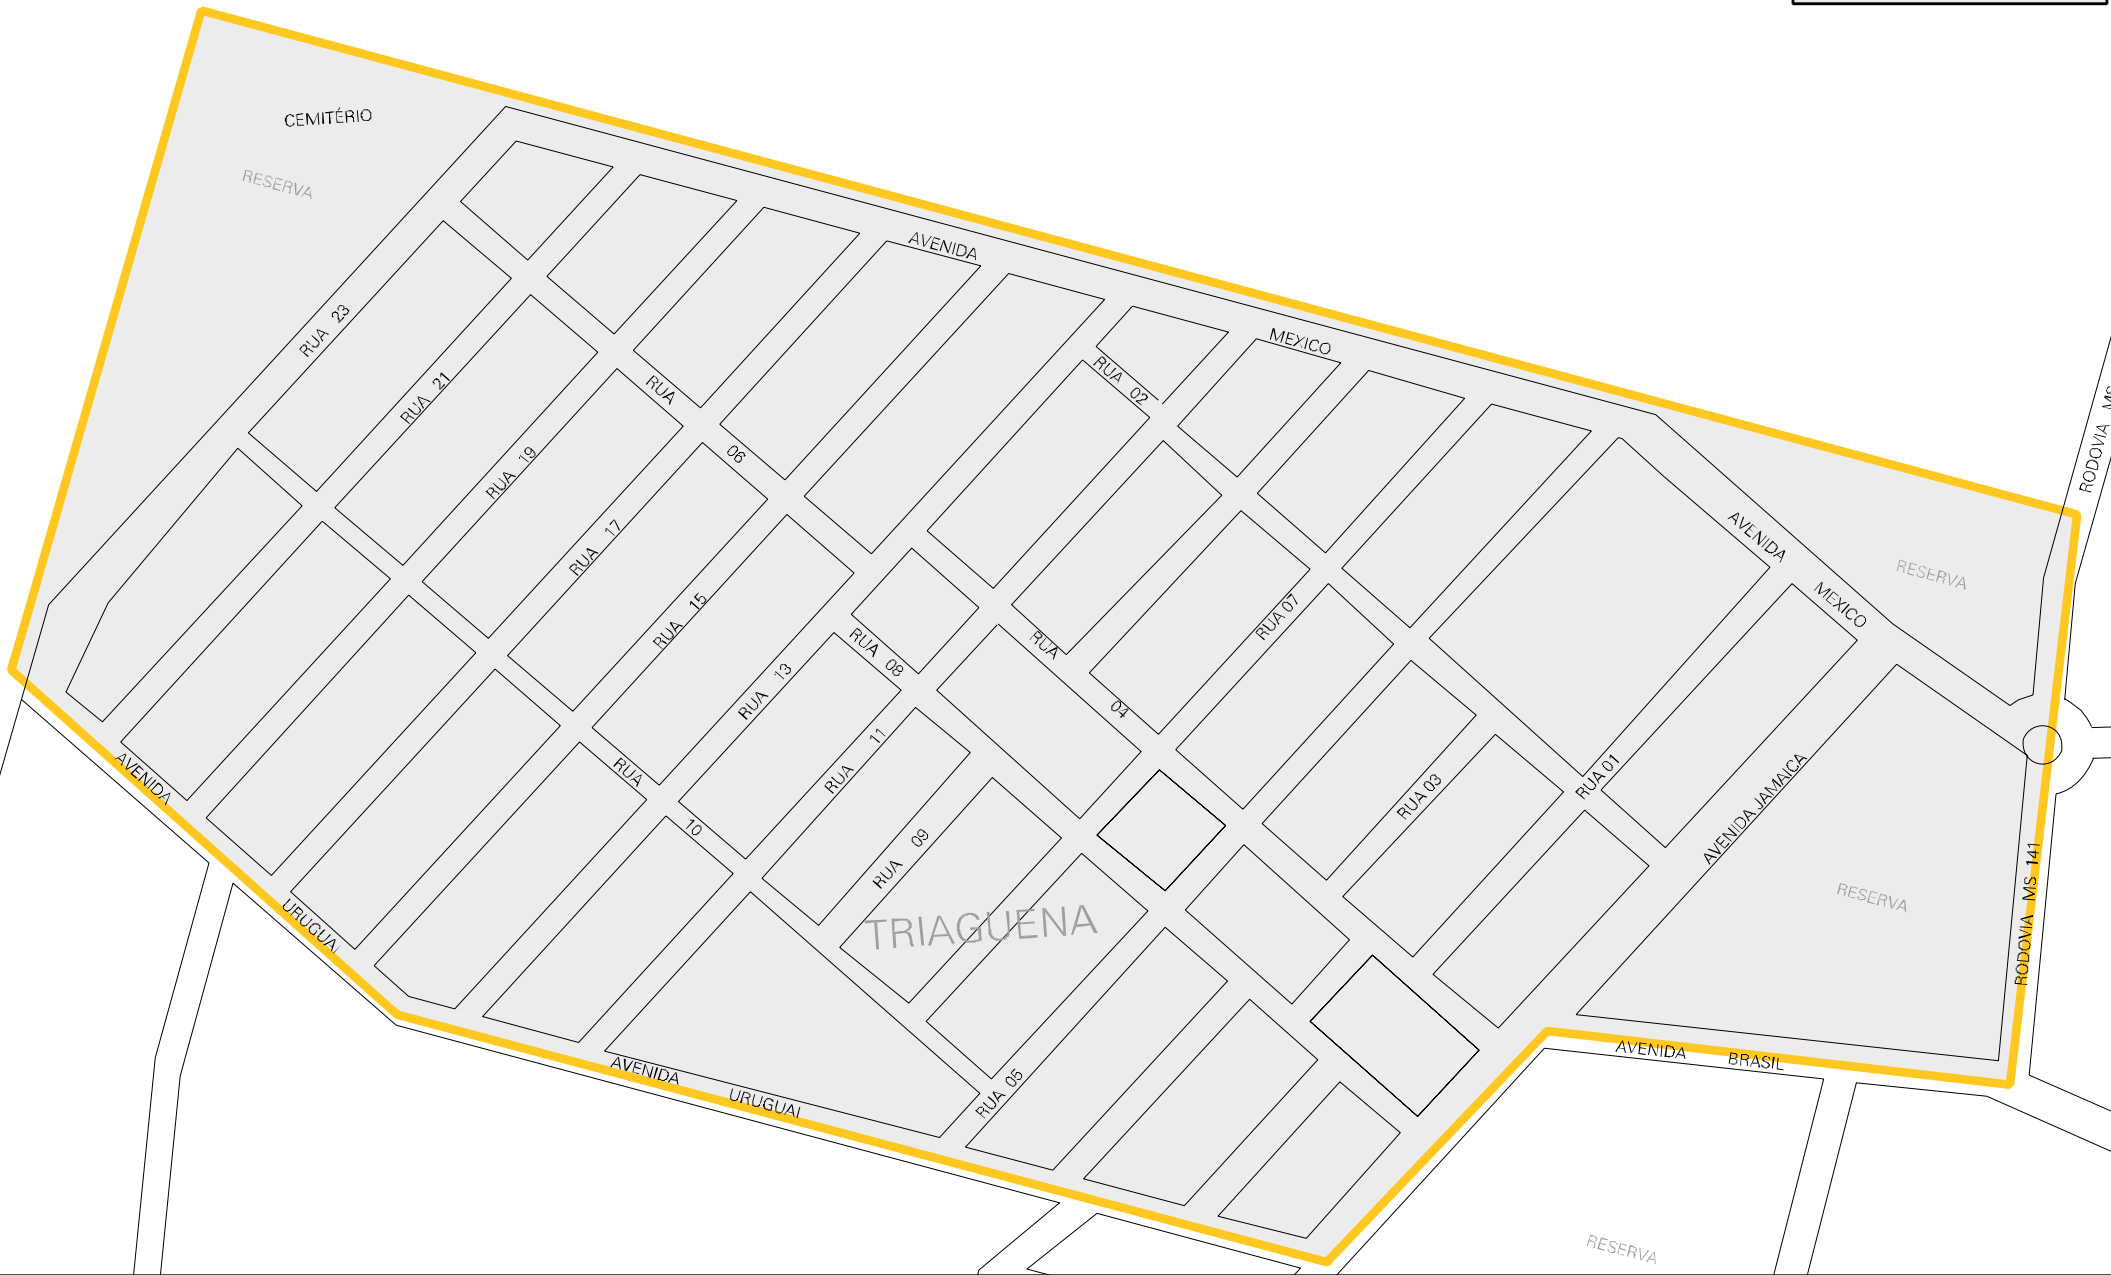 CEMITÉRIO
RESERVA
AVENIDA
MEXICO
RUA 23
RUA 21
RUA 19
RUA 17
RUA 15
RUA 13
RUA 11
RUA 09
RUA 07
RUA 05
RUA 03
RUA 01
RUA 02
RUA
04
RUA
06
RUA 08
RUA
10
AVENIDA
MEXICO
RESERVA
RODOVIA MS
AVENIDA JAMAICA
RESERVA
RODOVIA MS 141
TRIAGUENA
AVENIDA
URUGUAI
AVENIDA
URUGUAI
AVENIDA BRASIL
RESERVA